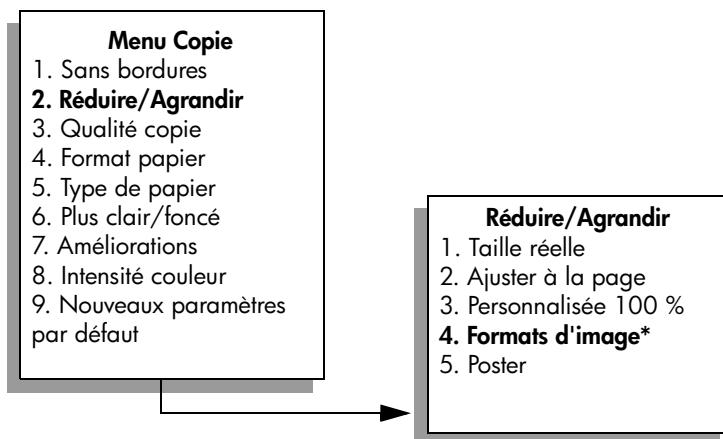 Menu Copie
1. Sans bordures
2. Réduire/Agrandir
3. Qualité copie
4. Format papier
5. Type de papier
6. Plus clair/foncé
7. Améliorations
8. Intensité couleur
9. Nouveaux paramètres
par défaut
Réduire/Agrandir
1. Taille réelle
2. Ajuster à la page
3. Personnalisée 100 %
4. Formats d'image*
5. Poster